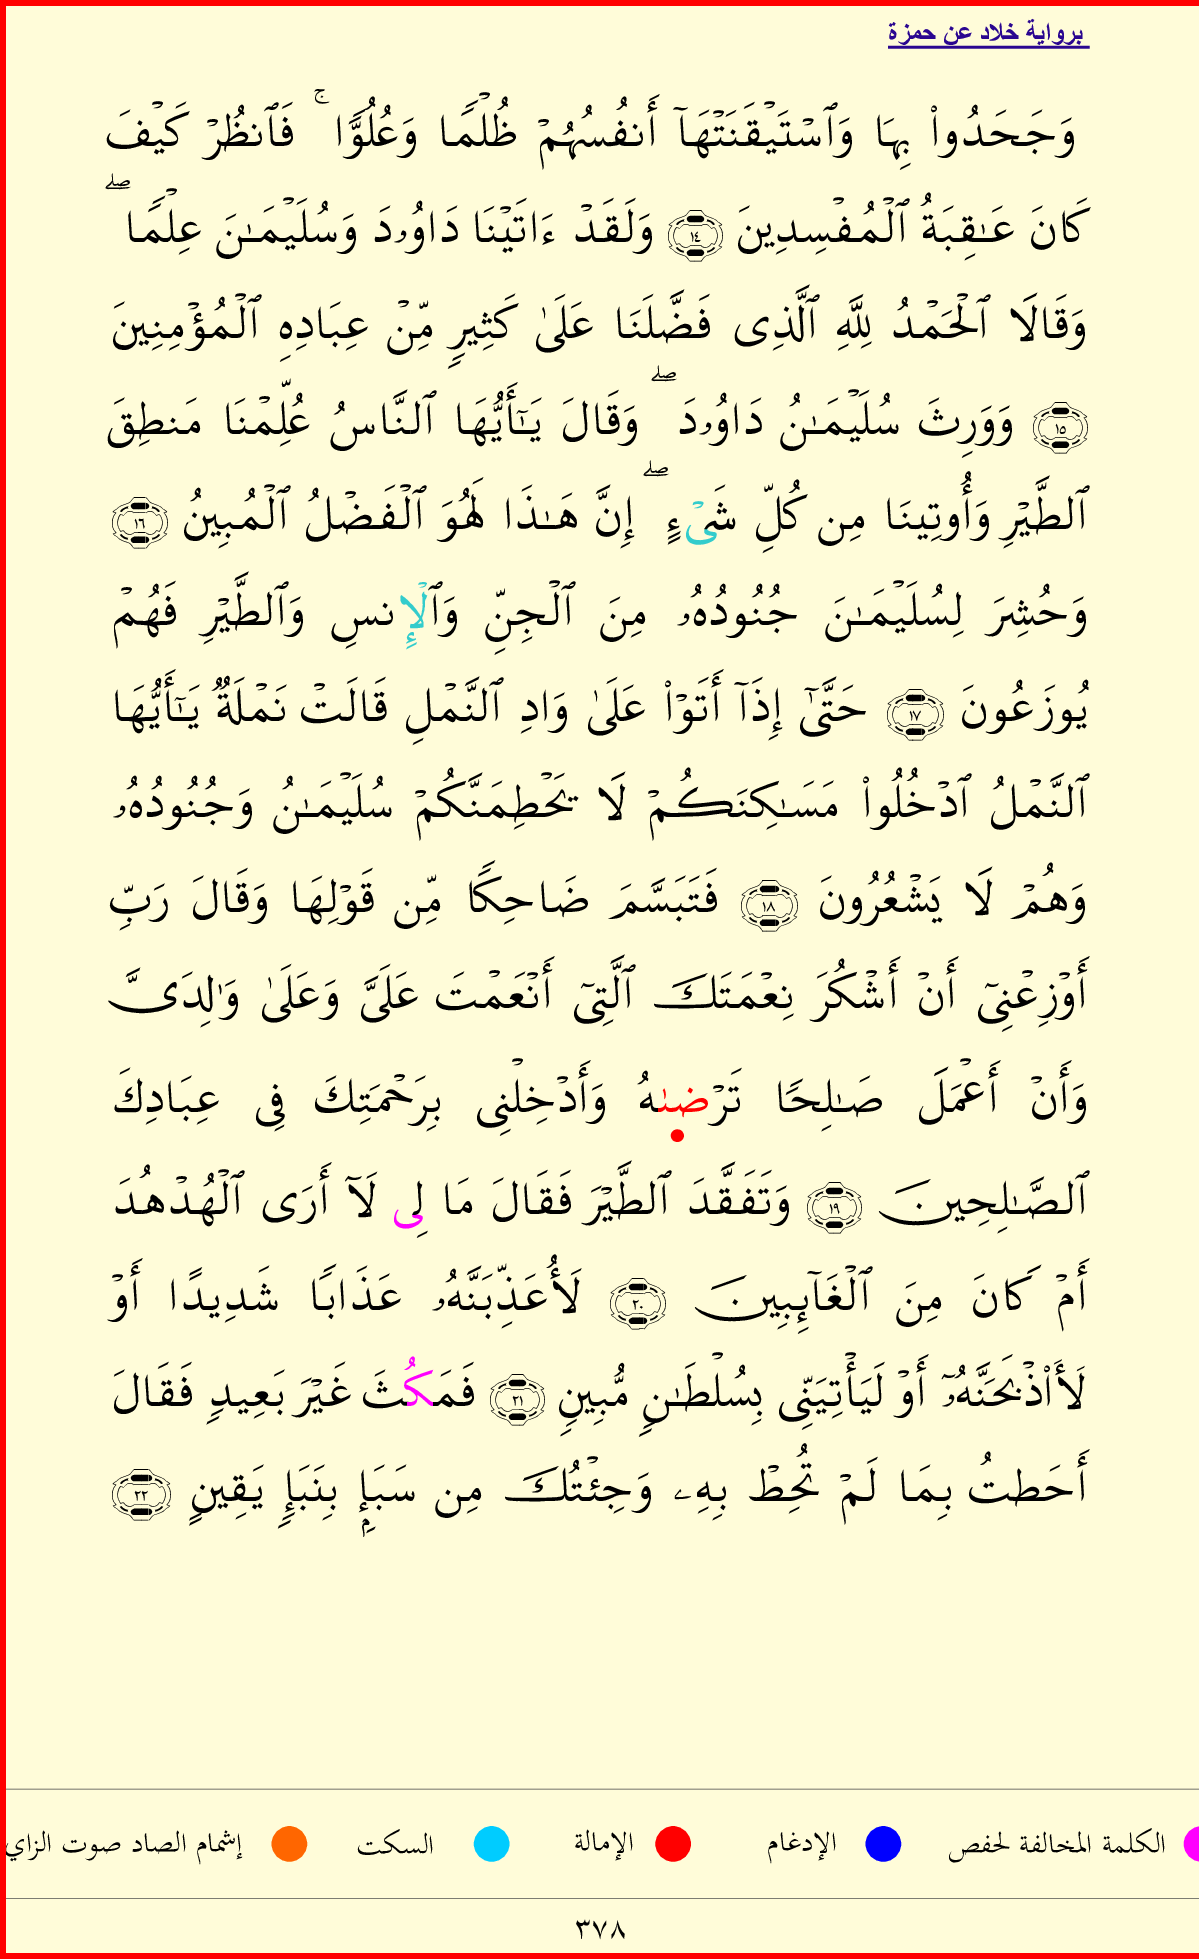 برواية خلاد عن حمزة
وَجَحَدُوا۟ بِهَا وَٱسْتَيْقَنَتْهَآ أَنفُسُهُمْ ظُلْمًا وَعُلُوًّا ۚ فَٱنظُرْ كَيْفَ
كَانَ عَـٰقِبَةُ ٱلْمُفْسِدِينَ ١٤ وَلَقَدْ ءَاتَيْنَا دَاوُۥدَ وَسُلَيْمَـٰنَ عِلْمًا ۖ
وَقَالَا ٱلْحَمْدُ لِلَّهِ ٱلَّذِى فَضَّلَنَا عَلَىٰ كَثِيرٍ مِّنْ عِبَادِهِ ٱلْمُؤْمِنِينَ
١٥ وَوَرِثَ سُلَيْمَـٰنُ دَاوُۥدَ ۖ وَقَالَ يَـٰٓأَيُّهَا ٱلنَّاسُ عُلِّمْنَا مَنطِقَ
ٱلطَّيْرِ وَأُوتِينَا مِن كُلِّ شَىْءٍ ۖ إِنَّ هَـٰذَا لَهُوَ ٱلْفَضْلُ ٱلْمُبِينُ ١٦
وَحُشِرَ لِسُلَيْمَـٰنَ جُنُودُهُۥ مِنَ ٱلْجِنِّ وَٱلْإِنسِ وَٱلطَّيْرِ فَهُمْ
يُوزَعُونَ ١٧ حَتَّىٰٓ إِذَآ أَتَوْا۟ عَلَىٰ وَادِ ٱلنَّمْلِ قَالَتْ نَمْلَةٌ يَـٰٓأَيُّهَا
ٱلنَّمْلُ ٱدْخُلُوا۟ مَسَـٰكِنَكُمْ لَا يَحْطِمَنَّكُمْ سُلَيْمَـٰنُ وَجُنُودُهُۥ
وَهُمْ لَا يَشْعُرُونَ ١٨ فَتَبَسَّمَ ضَاحِكًا مِّن قَوْلِهَا وَقَالَ رَبِّ
أَوْزِعْنِىٓ أَنْ أَشْكُرَ نِعْمَتَكَ ٱلَّتِىٓ أَنْعَمْتَ عَلَىَّ وَعَلَىٰ وَٰلِدَىَّ
وَأَنْ أَعْمَلَ صَـٰلِحًا تَرْضَىٰهُ وَأَدْخِلْنِى بِرَحْمَتِكَ فِى عِبَادِكَ
ٱلصَّـٰلِحِينَ ١٩ وَتَفَقَّدَ ٱلطَّيْرَ فَقَالَ مَا لِى لَآ أَرَى ٱلْهُدْهُدَ
أَمْ كَانَ مِنَ ٱلْغَآئِبِينَ ٢٠ لَأُعَذِّبَنَّهُۥ عَذَابًا شَدِيدًا أَوْ
لَأَا۟ذْبَحَنَّهُۥٓ أَوْ لَيَأْتِيَنِّى بِسُلْطَـٰنٍ مُّبِينٍ ٢١ فَمَكُثَ غَيْرَ بَعِيدٍ فَقَالَ
أَحَطتُ بِمَا لَمْ تُحِطْ بِهِۦ وَجِئْتُكَ مِن سَبَإٍۭ بِنَبَإٍ يَقِينٍ ٢٢
الكلمة المخالفة لحفص الإدغام الإمالة السكت إشمام الصاد صوت الزاي
٣٧٨